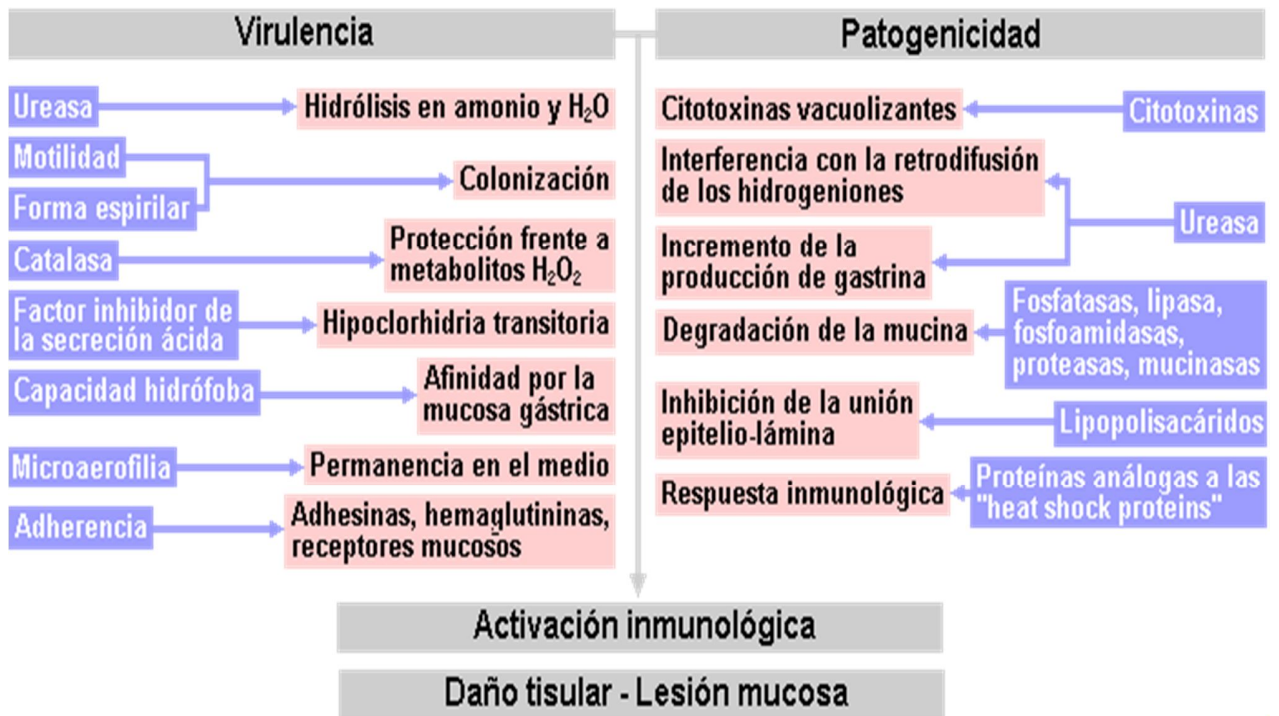 Virulencia
Patogenicidad
Ureasa
Hidrólisis en amonio y H₂O
Motilidad
Forma espirilar
Colonización
Catalasa
Protección frente a
metabolitos H₂O₂
Factor inhibidor de
la secreción ácida
Hipoclorhidria transitoria
Capacidad hidrófoba
Afinidad por la
mucosa gástrica
Microaerofilia
Permanencia en el medio
Adherencia
Adhesinas, hemaglutininas,
receptores mucosos
Citotoxinas vacuolizantes
Citotoxinas
Interferencia con la retrodifusión
de los hidrogeniones
Ureasa
Incremento de la
producción de gastrina
Degradación de la mucina
Fosfatasas, lipasa,
fosfoamidasas,
proteasas, mucinasas
Inhibición de la unión
epitelio-lámina
Lipopolisacáridos
Respuesta inmunológica
Proteínas análogas a las
"heat shock proteins"
Activación inmunológica
Daño tisular - Lesión mucosa